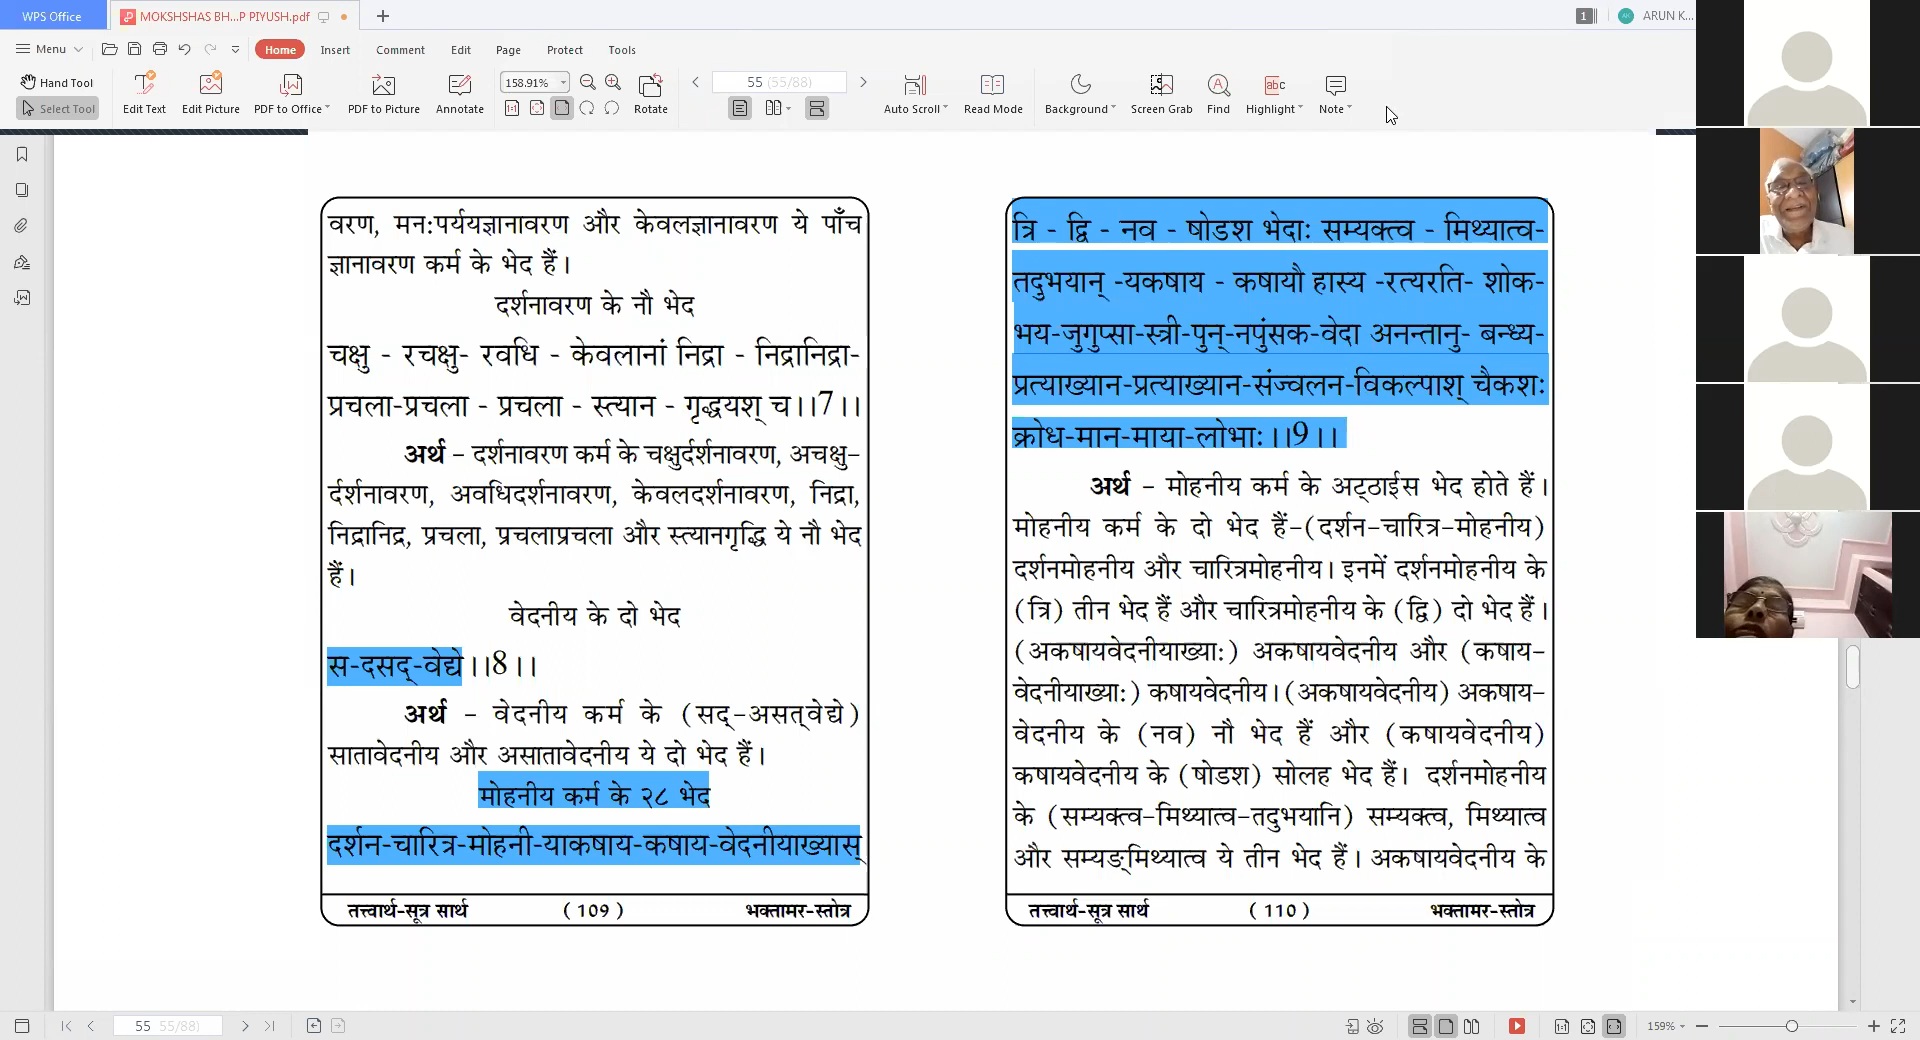 WPS Office
MOKSHSHAS BH...P PIYUSH.pdf
1
ARUN K...
Menu
Home
Insert
Comment
Edit
Page
Protect
Tools
Hand Tool
Select Tool
Edit Text
Edit Picture
PDF to Office
PDF to Picture
Annotate
158.91%
Rotate
55 (55/88)
Auto Scroll
Read Mode
Background
Screen Grab
Find
Highlight
Note
वरण, मन:पर्ययज्ञानावरण और केवलज्ञानावरण ये पाँच
ज्ञानावरण कर्म के भेद हैं।
दर्शनावरण के नौ भेद
चक्षु - रचक्षु- रवधि - केवलानां निद्रा - निद्रानिद्रा-
प्रचला-प्रचला - प्रचला - स्त्यान - गृद्धयश् च।।7।।
अर्थ – दर्शनावरण कर्म के चक्षुर्दर्शनावरण, अचक्षु–
र्दर्शनावरण, अवधिदर्शनावरण, केवलदर्शनावरण, निद्रा,
निद्रानिद्र, प्रचला, प्रचलाप्रचला और स्त्यानगृद्धि ये नौ भेद
हैं।
वेदनीय के दो भेद
स-दसद्-वेद्ये।।8।।
अर्थ – वेदनीय कर्म के (सद्–असत्‌वेद्ये)
सातावेदनीय और असातावेदनीय ये दो भेद हैं।
मोहनीय कर्म के २८ भेद
दर्शन-चारित्र-मोहनी-याकषाय-कषाय-वेदनीयाख्यास्
तत्त्वार्थ-सूत्र सार्थ (109) भक्तामर-स्तोत्र
त्रि - द्वि - नव - षोडश भेदाः सम्यक्त्व - मिथ्यात्व-
तदुभयान् -यकषाय - कषायौ हास्य -रत्यरति- शोक-
भय-जुगुप्सा-स्त्री-पुन्-नपुंसक-वेदा अनन्तानु- बन्ध्य-
प्रत्याख्यान-प्रत्याख्यान-संज्वलन-विकल्पाश् चैकशः
क्रोध-मान-माया-लोभाः।।9।।
अर्थ – मोहनीय कर्म के अट्ठाईस भेद होते हैं।
मोहनीय कर्म के दो भेद हैं–(दर्शन–चारित्र–मोहनीय)
दर्शनमोहनीय और चारित्रमोहनीय। इनमें दर्शनमोहनीय के
(त्रि) तीन भेद हैं और चारित्रमोहनीय के (द्वि) दो भेद हैं।
(अकषायवेदनीयाख्या:) अकषायवेदनीय और (कषाय–
वेदनीयाख्या:) कषायवेदनीय। (अकषायवेदनीय) अकषाय–
वेदनीय के (नव) नौ भेद हैं और (कषायवेदनीय)
कषायवेदनीय के (षोडश) सोलह भेद हैं। दर्शनमोहनीय
के (सम्यक्त्व–मिथ्यात्व–तदुभयानि) सम्यक्त्व, मिथ्यात्व
और सम्यङ्‌मिथ्यात्व ये तीन भेद हैं। अकषायवेदनीय के
तत्त्वार्थ-सूत्र सार्थ (110) भक्तामर-स्तोत्र
55 (55/88)
159%